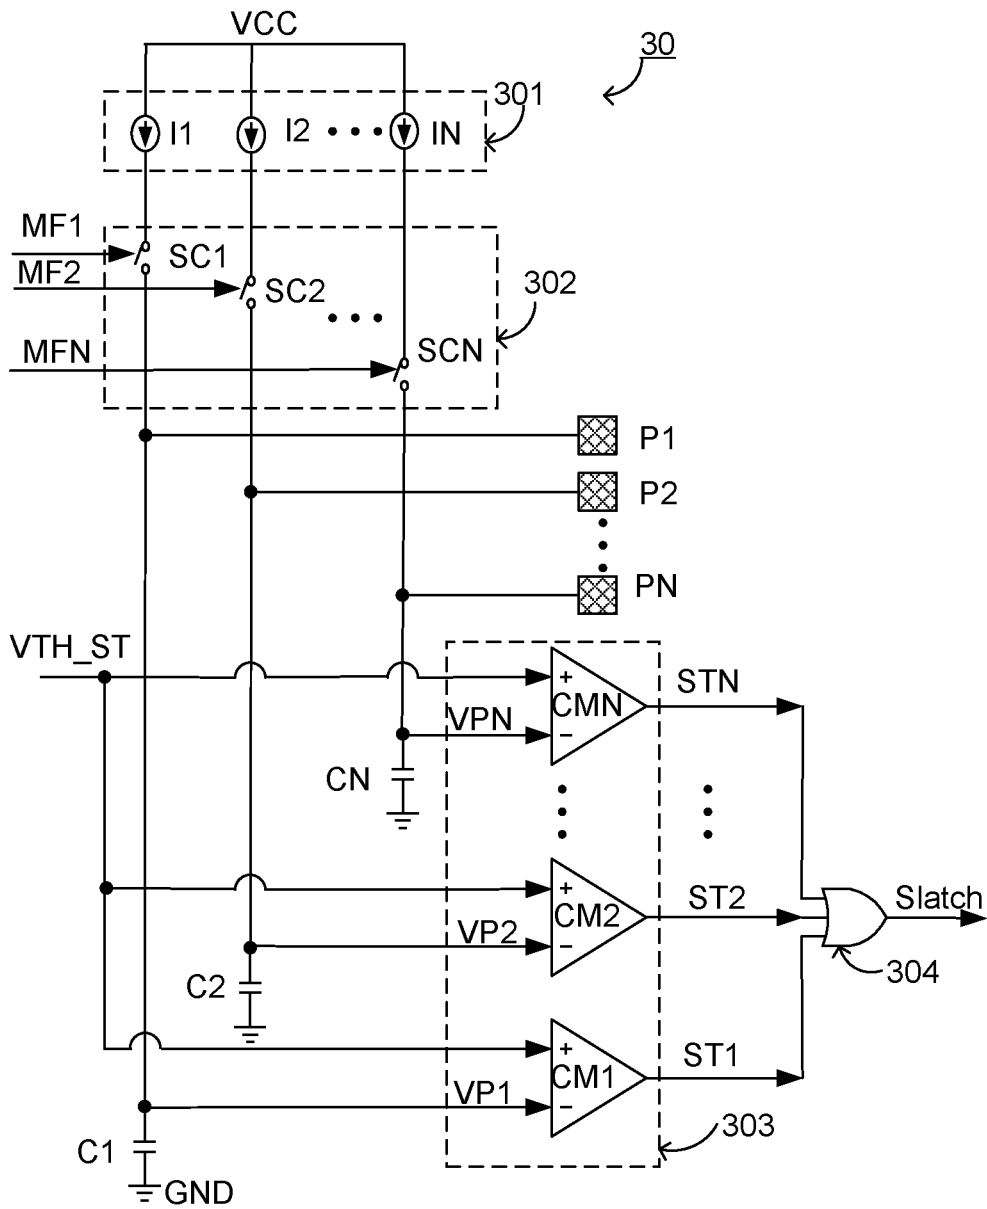 VCC
30
301
I1
I2
IN
MF1
SC1
MF2
SC2
302
MFN
SCN
P1
P2
PN
VTH_ST
+
CMN
STN
VPN
−
CN
+
CM2
ST2
Slatch
VP2
−
C2
304
+
CM1
ST1
VP1
−
303
C1
GND